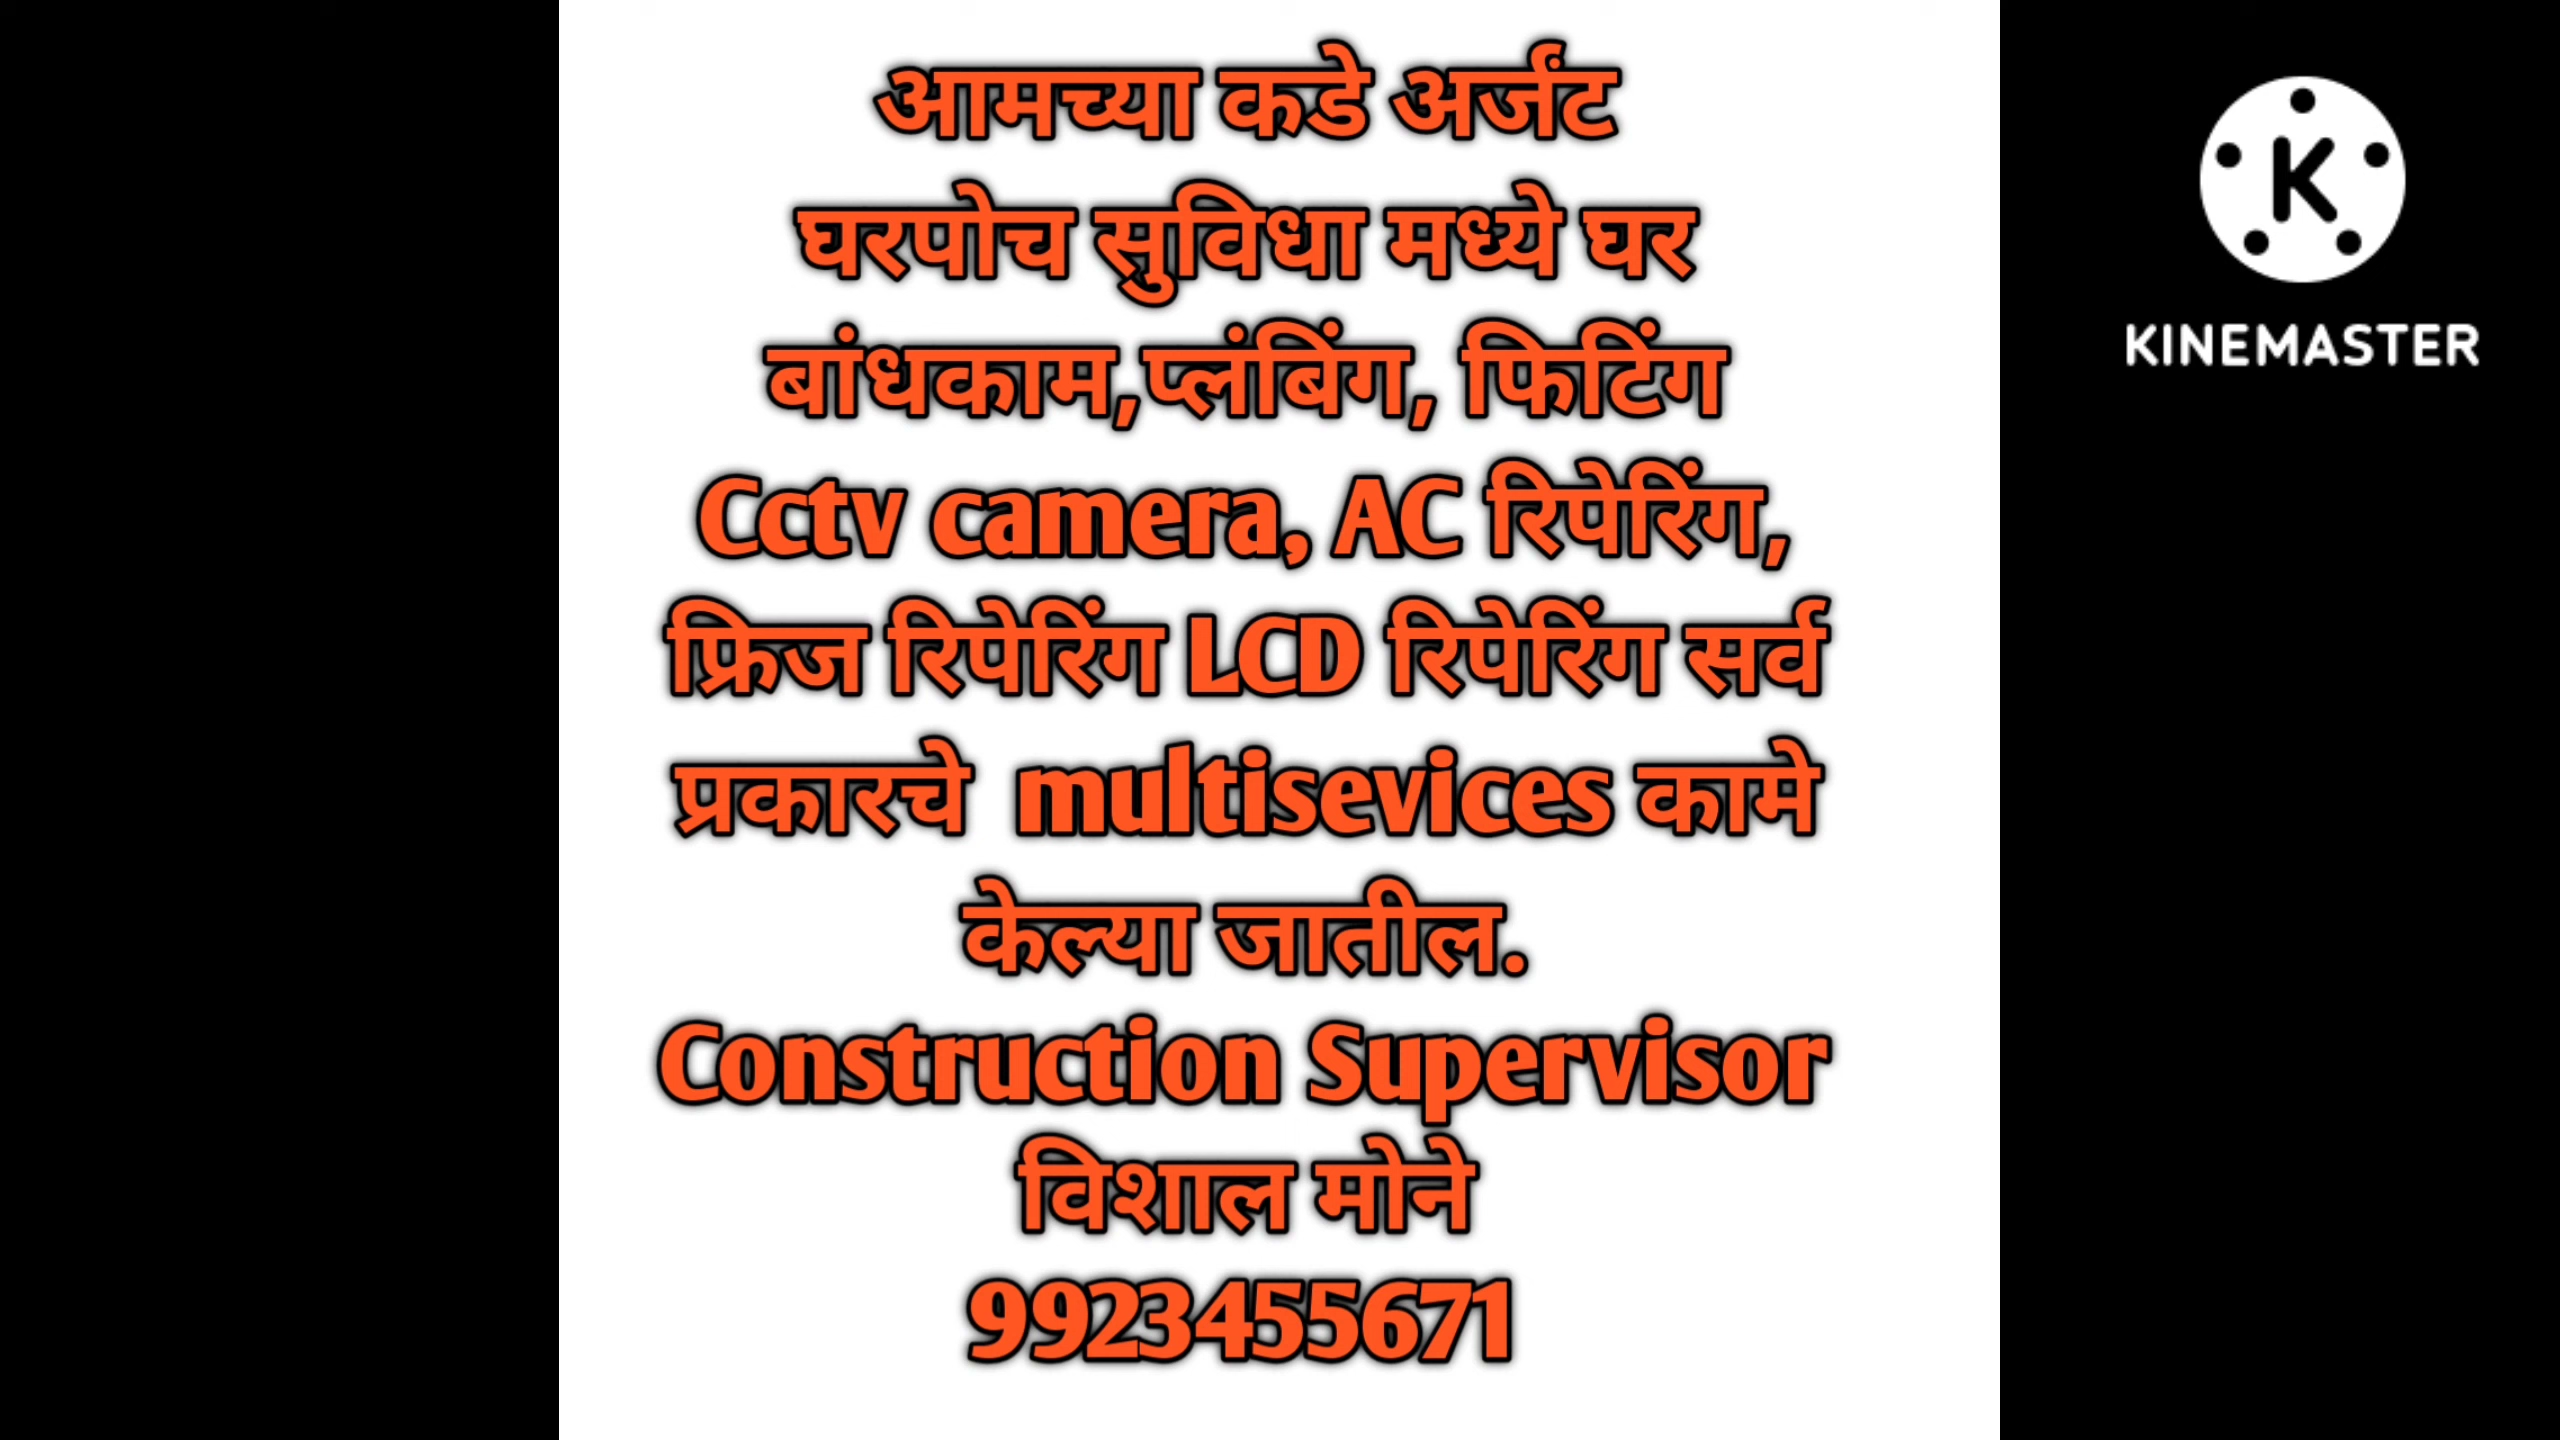 आमच्या कडे अर्जंट
घरपोच सुविधा मध्ये घर
बांधकाम,प्लंबिंग, फिटिंग
Cctv camera, AC रिपेरिंग,
फ्रिज रिपेरिंग LCD रिपेरिंग सर्व
प्रकारचे multisevices कामे
केल्या जातील.
Construction Supervisor
विशाल मोने
9923455671
K
KINEMASTER